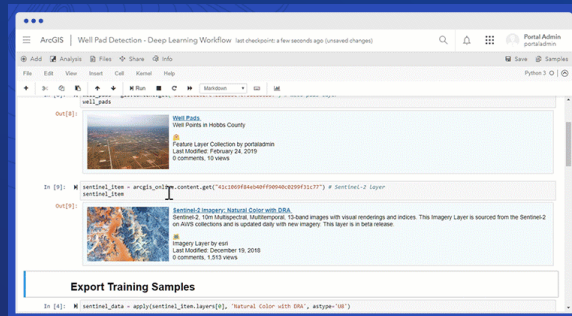 ArcGIS Well Pad Detection - Deep Learning Workflow last checkpoint: a few seconds ago (unsaved changes)
Portal Admin
portaladmin
Add Analysis Files Share Info Save Samples
File Edit View Insert Cell Kernel Help Python 3
Run Markdown
well_pads
Out[8]:
Well Pads
Well Points in Hobbs County
Feature Layer Collection by portaladmin
Last Modified: February 24, 2019
0 comments, 10 views
In [9]: sentinel_item = arcgis_online.content.get("41c1069f84eb40ff90940c0299f31c77") # Sentinel-2 layer
sentinel_item
Out[9]:
Sentinel-2 Imagery: Natural Color with DRA
Sentinel-2, 10m Multispectral, Multitemporal, 13-band images with visual renderings and indices. This Imagery Layer is sourced from the Sentinel-2
on AWS collections and is updated daily with new imagery. This layer is in beta release.
Imagery Layer by esri
Last Modified: December 19, 2018
0 comments, 1,513 views
Export Training Samples
In [4]: sentinel_data = apply(sentinel_item.layers[0], 'Natural Color with DRA', astype='U8')